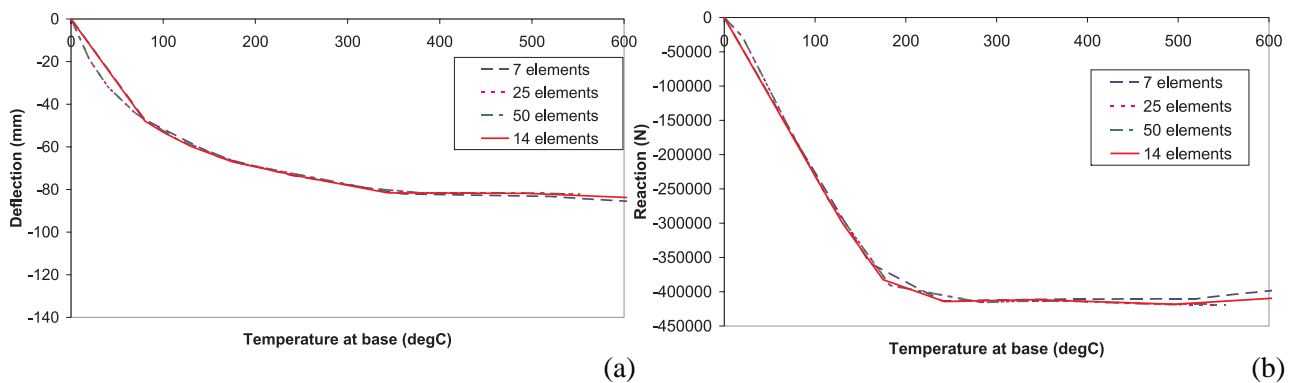 0
-20
-40
-60
-80
-100
-120
-140
0 100 200 300 400 500 600
Deflection (mm)
Temperature at base (degC)
7 elements
25 elements
50 elements
14 elements
(a)
0
-50000
-100000
-150000
-200000
-250000
-300000
-350000
-400000
-450000
0 100 200 300 400 500 600
Reaction (N)
Temperature at base (degC)
7 elements
25 elements
50 elements
14 elements
(b)